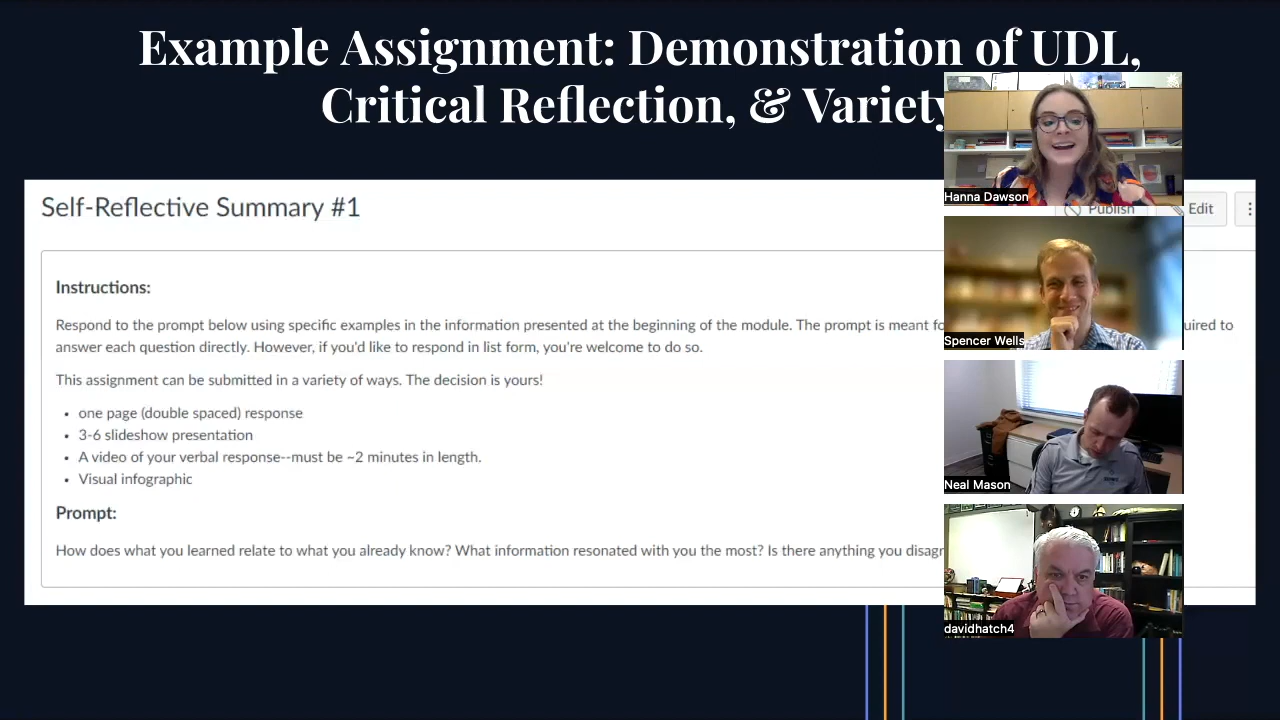 Example Assignment: Demonstration of UDL,
Critical Reflection, & Variety
Self-Reflective Summary #1
Publish
Edit
Instructions:
Respond to the prompt below using specific examples in the information presented at the beginning of the module. The prompt is meant
answer each question directly. However, if you'd like to respond in list form, you're welcome to do so.
This assignment can be submitted in a variety of ways. The decision is yours!
• one page (double spaced) response
• 3-6 slideshow presentation
• A video of your verbal response--must be ~2 minutes in length.
• Visual infographic
Prompt:
How does what you learned relate to what you already know? What information resonated with you the most? Is there anything you
Hanna Dawson
Spencer Wells
Neal Mason
davidhatch4